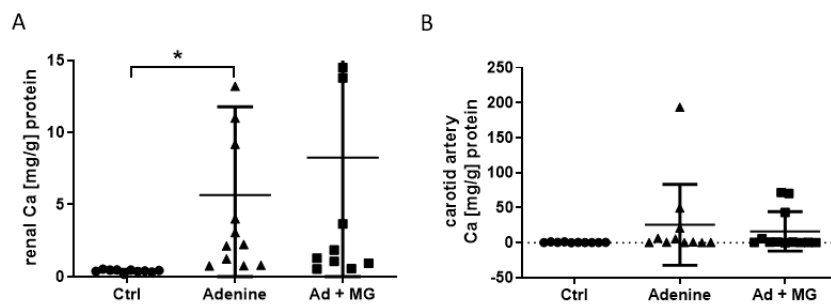 A
renal Ca [mg/g] protein
15
10
5
0
*
Ctrl
Adenine
Ad + MG
B
carotid artery
Ca [mg/g] protein
250
200
150
100
50
0
-50
Ctrl
Adenine
Ad + MG